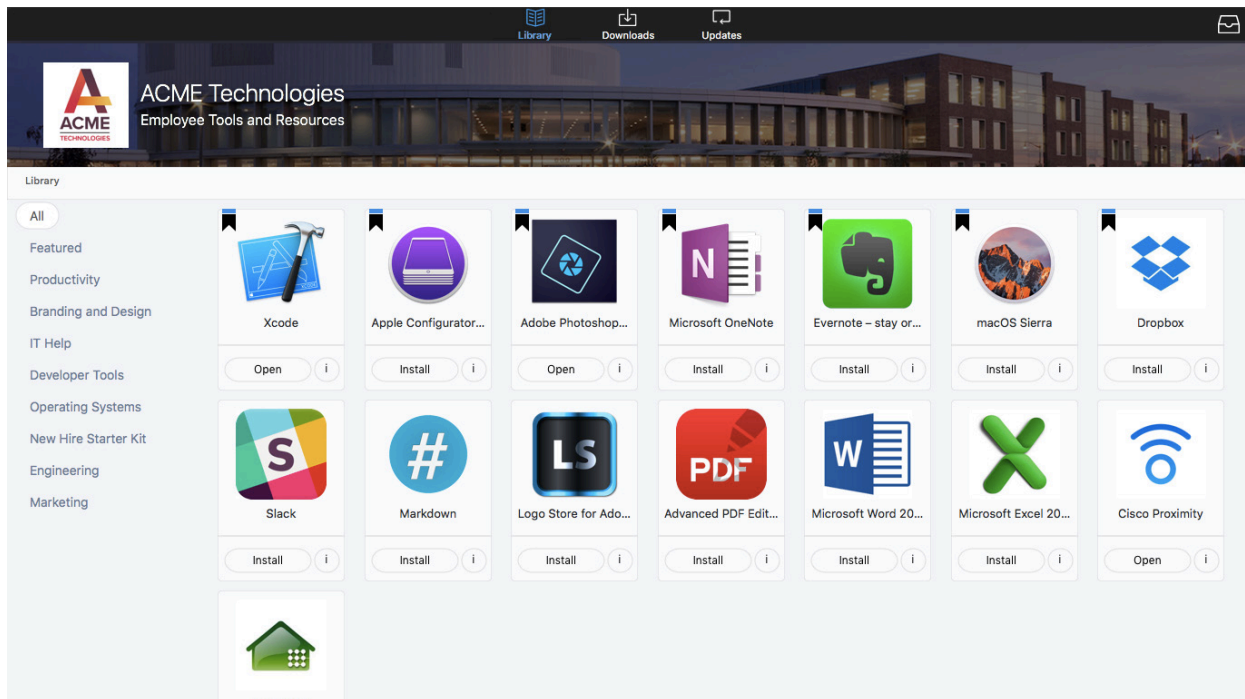 Library
Downloads
Updates
ACME
TECHNOLOGIES
ACME Technologies
Employee Tools and Resources
Library
All
Featured
Productivity
Branding and Design
IT Help
Developer Tools
Operating Systems
New Hire Starter Kit
Engineering
Marketing
Xcode
Apple Configurator...
Adobe Photoshop...
N
Microsoft OneNote
Evernote – stay or...
macOS Sierra
Dropbox
Open i
Install i
Open i
Install i
Install i
Install i
Install i
S
Slack
#
Markdown
LS
Logo Store for Ado...
PDF
Advanced PDF Edit...
W
Microsoft Word 20...
Microsoft Excel 20...
Cisco Proximity
Install i
Install i
Install i
Install i
Install i
Install i
Open i